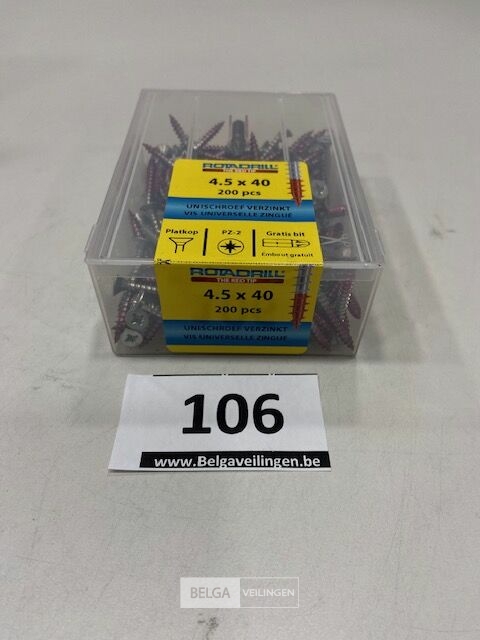 ROTADRILL
THE RED TIP
4.5 x 40
200 pcs
UNISCHROEF VERZINKT
VIS UNIVERSELLE ZINGUÉ
Platkop
PZ-2
Gratis bit
Embout gratuit
ROTADRILL
THE RED TIP
4.5 x 40
200 pcs
UNISCHROEF VERZINKT
VIS UNIVERSELLE ZINGUÉ
106
www.Belgaveilingen.be
BELGA VEILINGEN